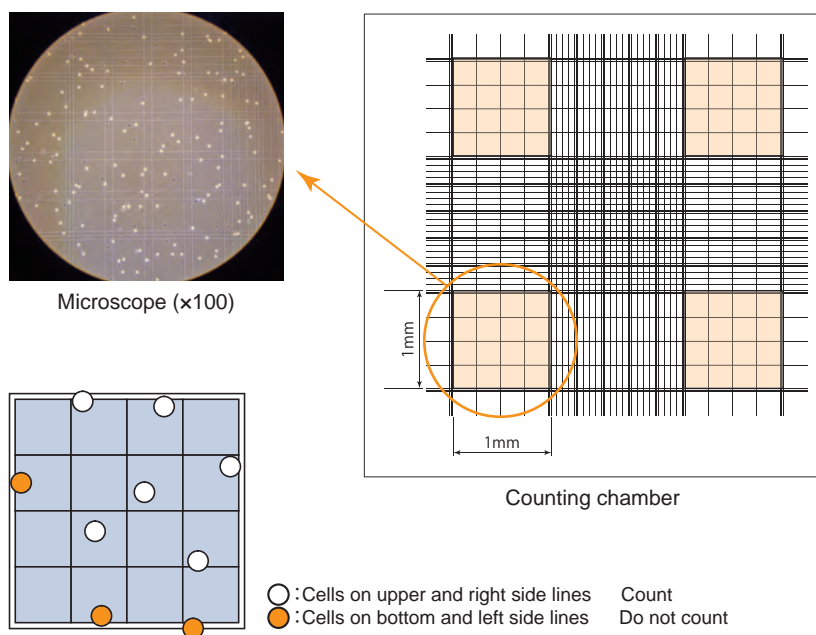 Microscope (×100)
1mm
1mm
Counting chamber
:Cells on upper and right side lines Count
:Cells on bottom and left side lines Do not count